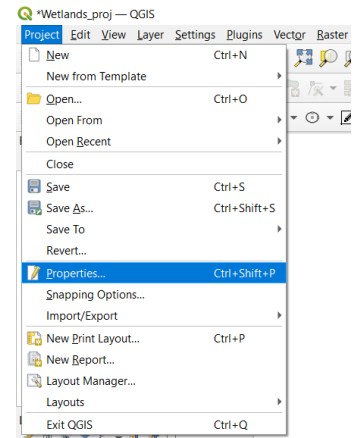 *Wetlands_proj — QGIS
Project Edit View Layer Settings Plugins Vector Raster
New Ctrl+N
New from Template
Open... Ctrl+O
Open From
Open Recent
Close
Save Ctrl+S
Save As... Ctrl+Shift+S
Save To
Revert...
Properties... Ctrl+Shift+P
Snapping Options...
Import/Export
New Print Layout... Ctrl+P
New Report...
Layout Manager...
Layouts
Exit QGIS Ctrl+Q